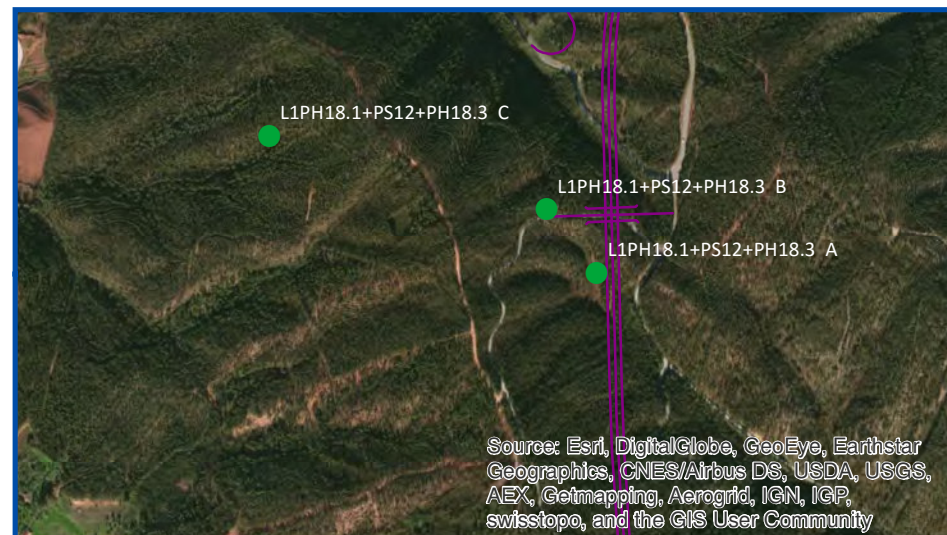 L1PH18.1+PS12+PH18.3 C
L1PH18.1+PS12+PH18.3 B
L1PH18.1+PS12+PH18.3 A
Source: Esri, DigitalGlobe, GeoEye, Earthstar
Geographics, CNES/Airbus DS, USDA, USGS,
AEX, Getmapping, Aerogrid, IGN, IGP,
swisstopo, and the GIS User Community